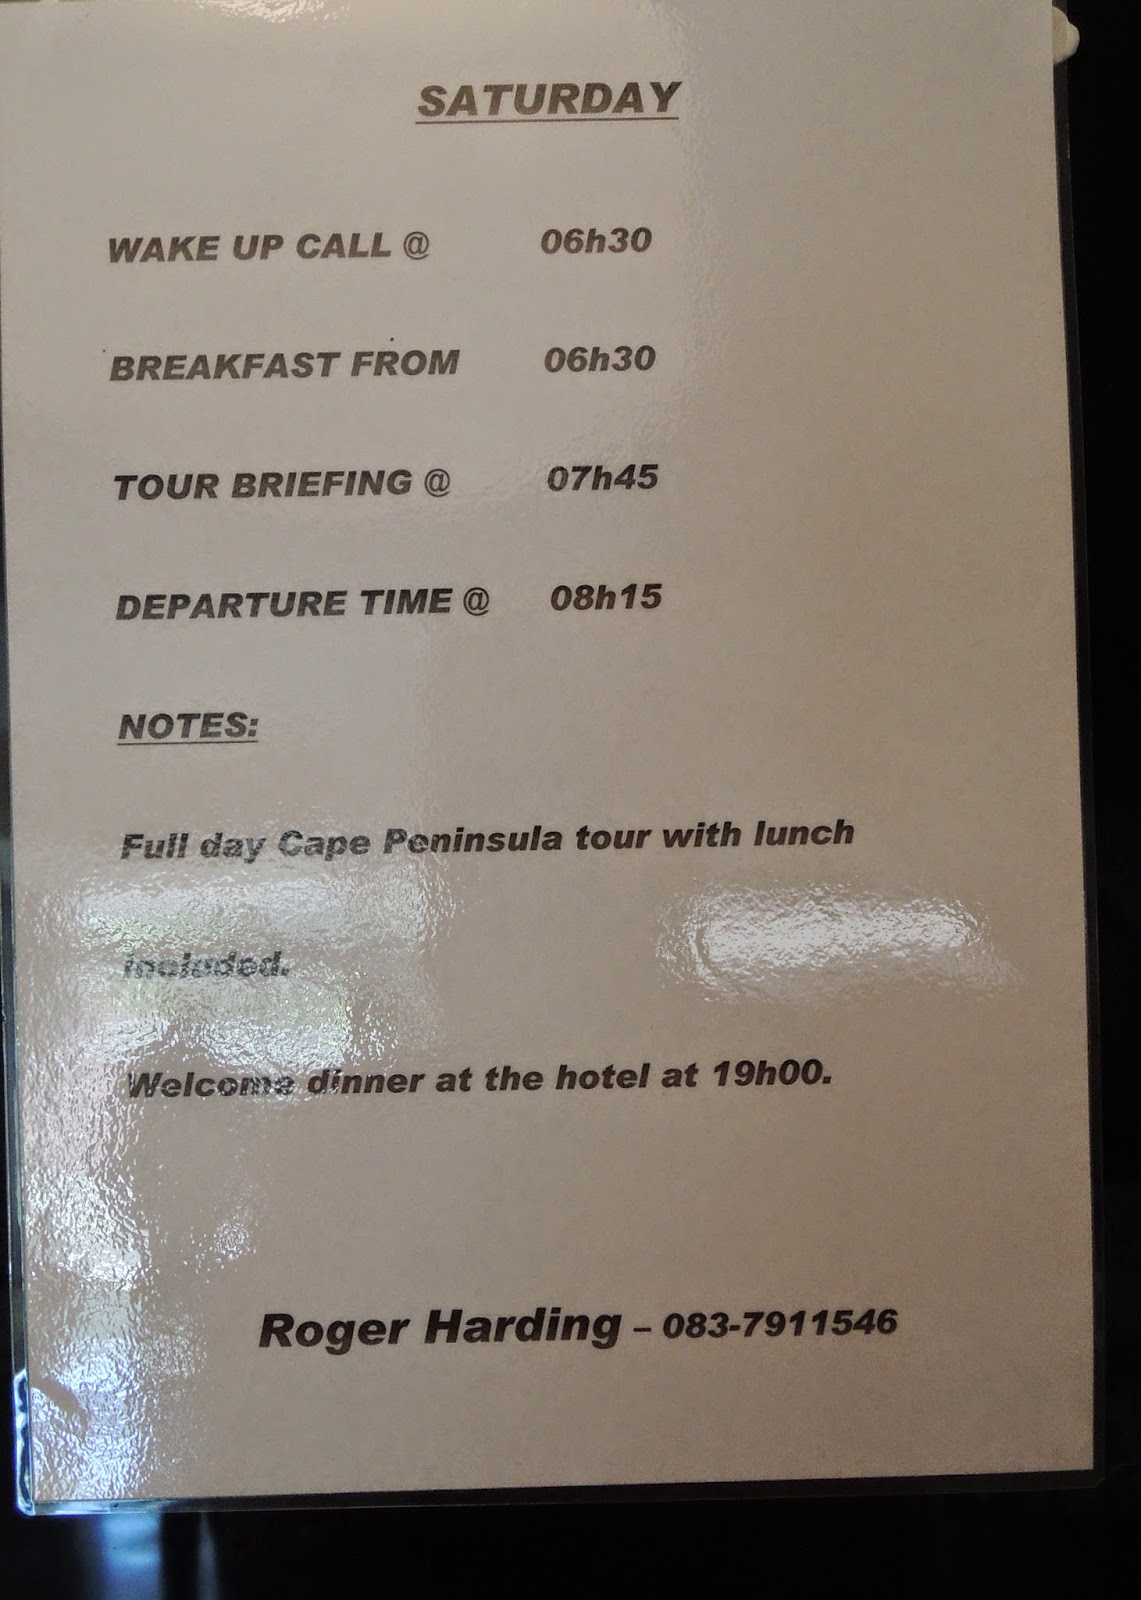 SATURDAY
WAKE UP CALL @ 06h30
BREAKFAST FROM 06h30
TOUR BRIEFING @ 07h45
DEPARTURE TIME @ 08h15
NOTES:
Full day Cape Peninsula tour with lunch
included.
Welcome dinner at the hotel at 19h00.
Roger Harding – 083-7911546